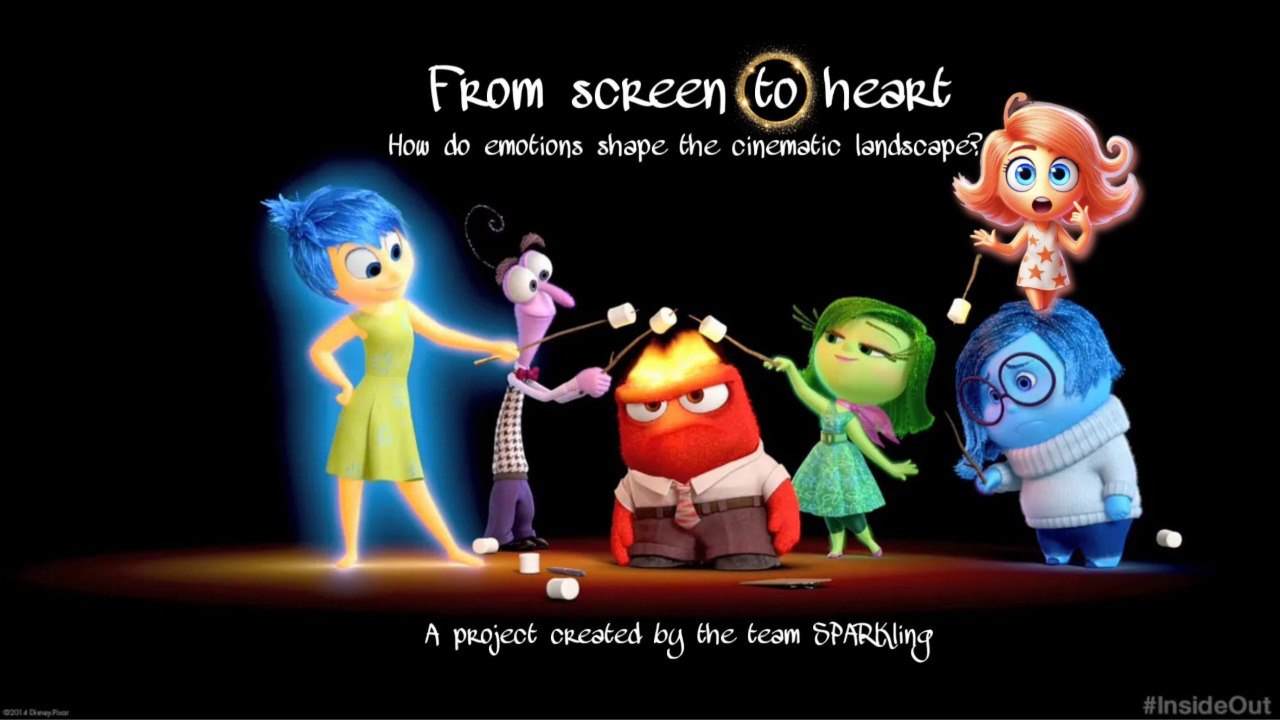 From screen to heart
How do emotions shape the cinematic landscape?
A project created by the team SPARKling
©2014 Disney.Pixar
#InsideOut